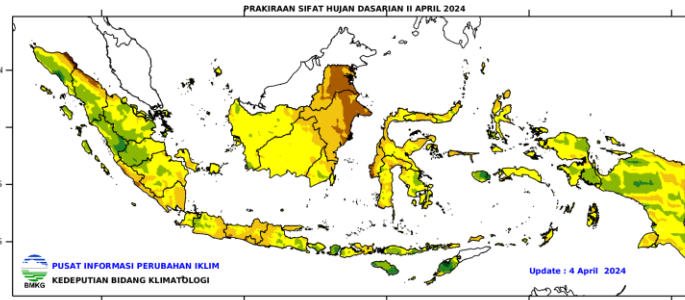 PRAKIRAAN SIFAT HUJAN DASARIAN II APRIL 2024
PUSAT INFORMASI PERUBAHAN IKLIM
KEDEPUTIAN BIDANG KLIMATOLOGI
BMKG
Update : 4 April 2024